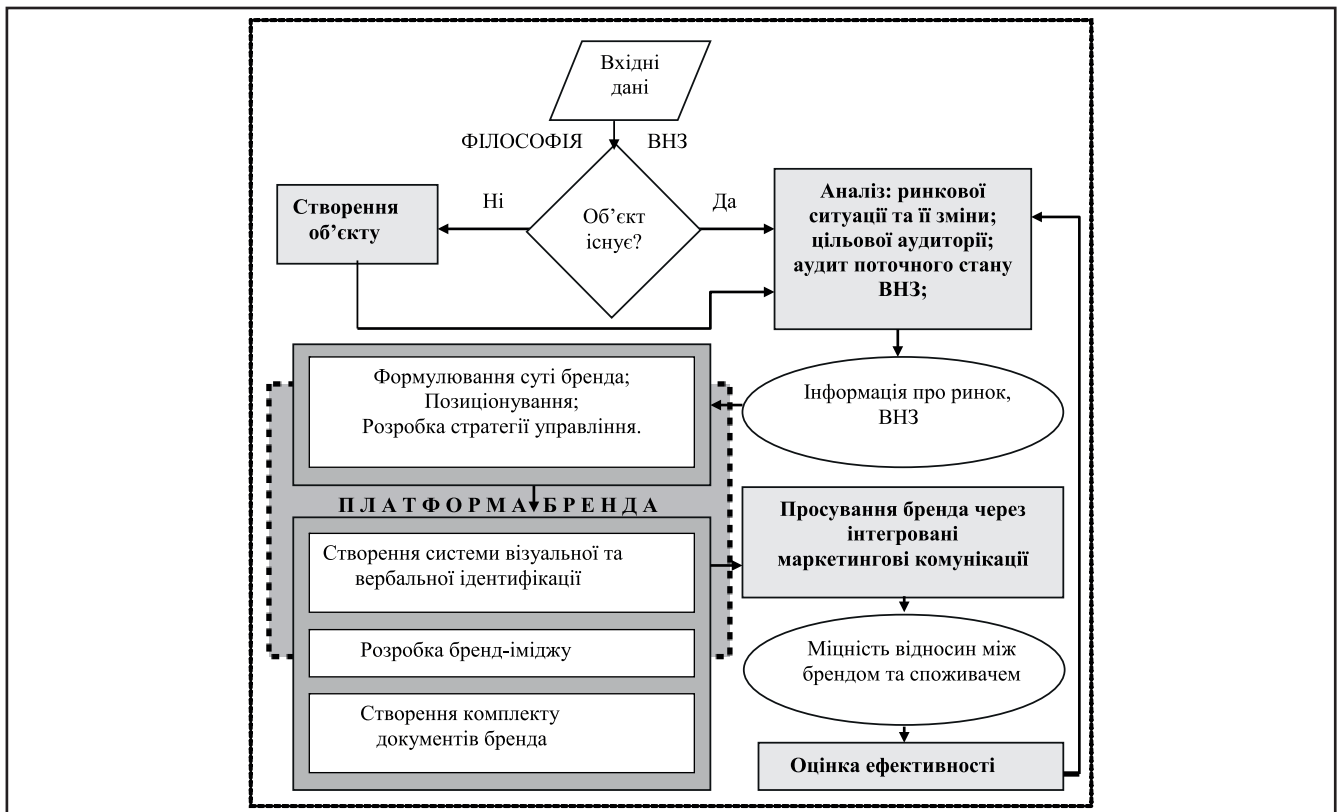 Вхідні
дані
ФІЛОСОФІЯ ВНЗ
Ні
Да
Об’єкт
існує?
Створення
об’єкту
Аналіз: ринкової
ситуації та її зміни;
цільової аудиторії;
аудит поточного стану
ВНЗ;
Інформація про ринок,
ВНЗ
Формулювання суті бренда;
Позиціонування;
Розробка стратегії управління.
ПЛАТФОРМА БРЕНДА
Створення системи візуальної та
вербальної ідентифікації
Розробка бренд-іміджу
Створення комплекту
документів бренда
Просування бренда через
інтегровані
маркетингові комунікації
Міцність відносин між
брендом та споживачем
Оцінка ефективності